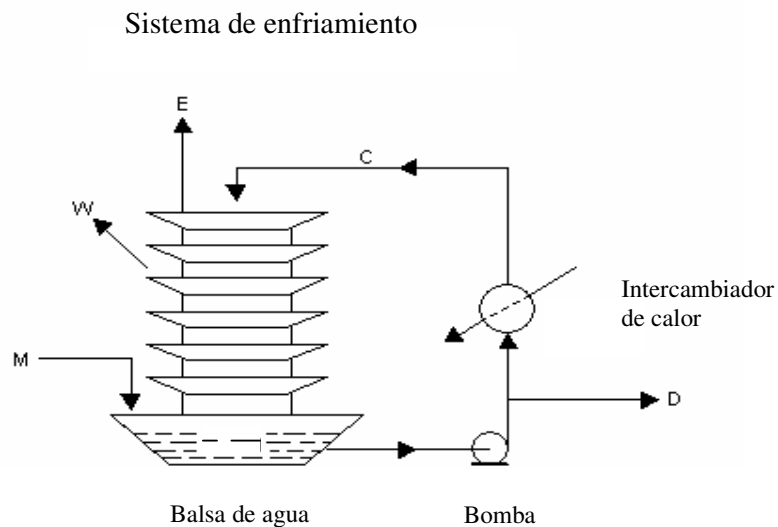 Sistema de enfriamiento
E
C
W
Intercambiador
de calor
M
D
Balsa de agua
Bomba